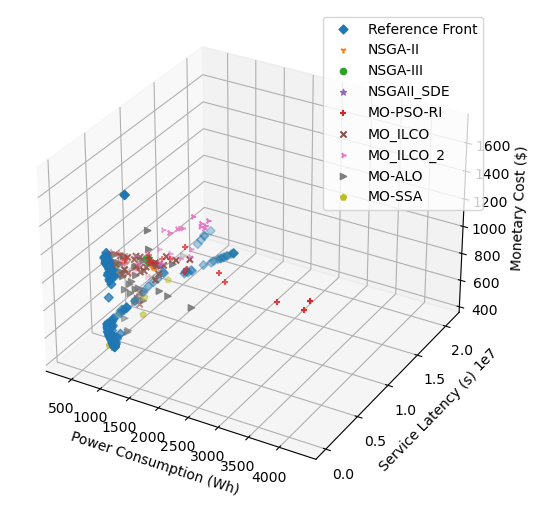 Reference Front
NSGA-II
NSGA-III
NSGAII_SDE
MO-PSO-RI
MO_ILCO
MO_ILCO_2
MO-ALO
MO-SSA
1600
1400
1200
1000
800
600
400
Monetary Cost ($)
2.0
1.5
1.0
0.5
0.0
Service Latency (s) 1e7
500
1000
1500
2000
2500
3000
3500
4000
Power Consumption (Wh)